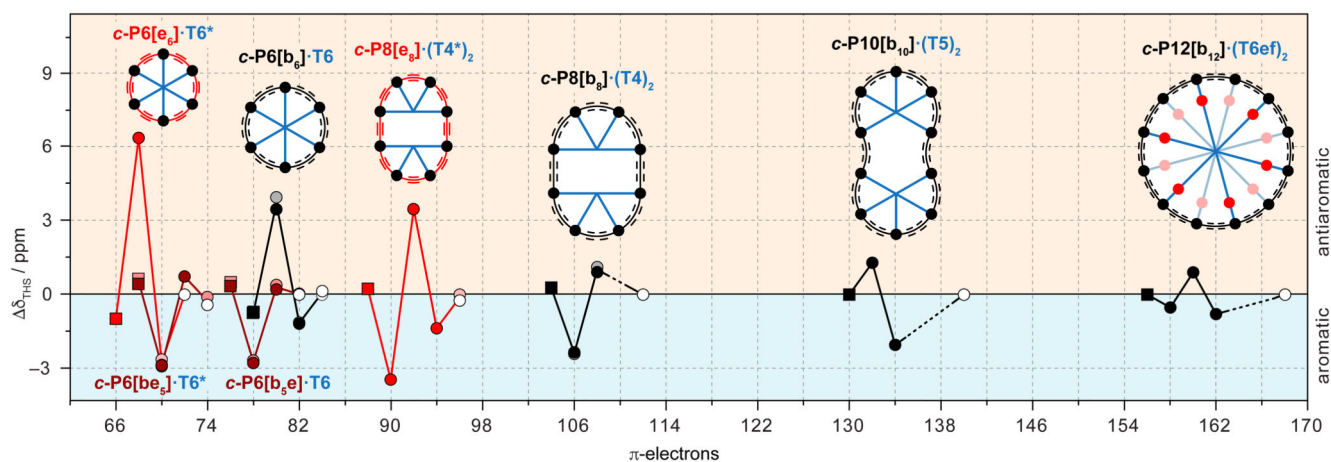 c-P6[e₆]·T6*
c-P6[b₆]·T6
c-P8[e₈]·(T4*)₂
c-P8[b₈]·(T4)₂
c-P10[b₁₀]·(T5)₂
c-P12[b₁₂]·(T6ef)₂
9
6
3
0
−3
Δδ_THS / ppm
antiaromatic
aromatic
c-P6[be₅]·T6*
c-P6[b₅e]·T6
66 74 82 90 98 106 114 122 130 138 146 154 162 170
π-electrons